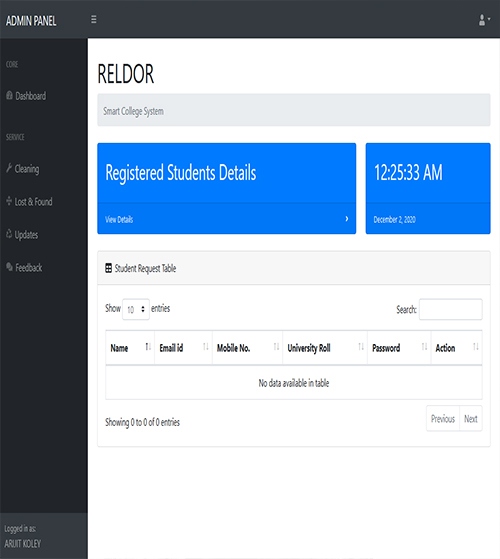 ADMIN PANEL
CORE
Dashboard
SERVICE
Cleaning
Lost & Found
Updates
Feedback
Logged in as:
ARIJIT KOLEY
RELDOR
Smart College System
Registered Students Details
View Details
12:25:33 AM
December 2, 2020
Student Request Table
Show 10 entries
Search:
Name Email id Mobile No. University Roll Password Action
No data available in table
Showing 0 to 0 of 0 entries
Previous Next